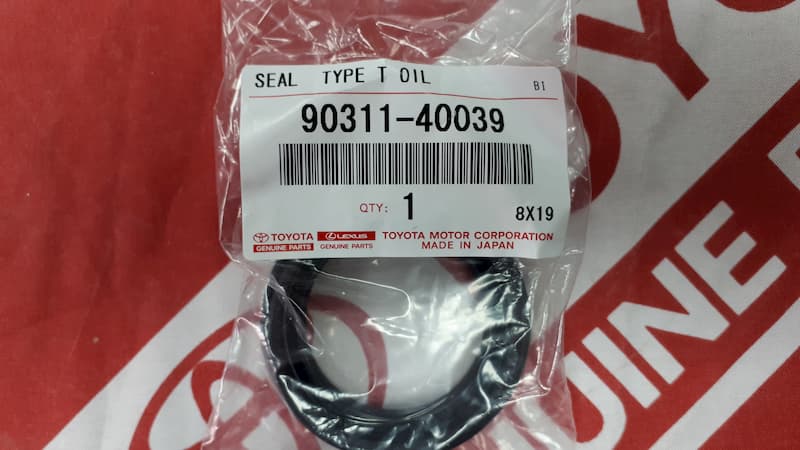 SEAL TYPE T OIL
B1
90311-40039
QTY: 1
8X19
TOYOTA
GENUINE PARTS
LEXUS
GENUINE PARTS
TOYOTA MOTOR CORPORATION
MADE IN JAPAN
GENUINE